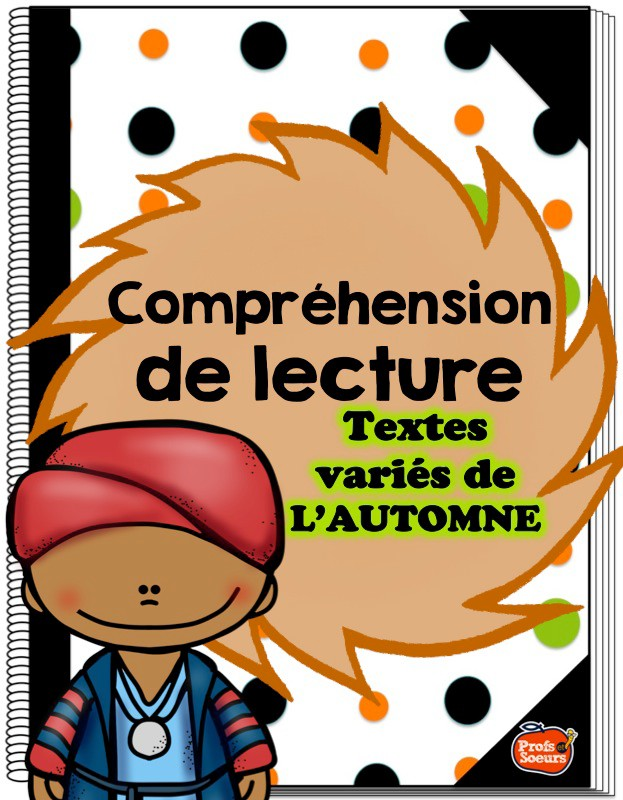 Compréhension
de lecture
Textes
variés de
L'AUTOMNE
Profs et
Soeurs